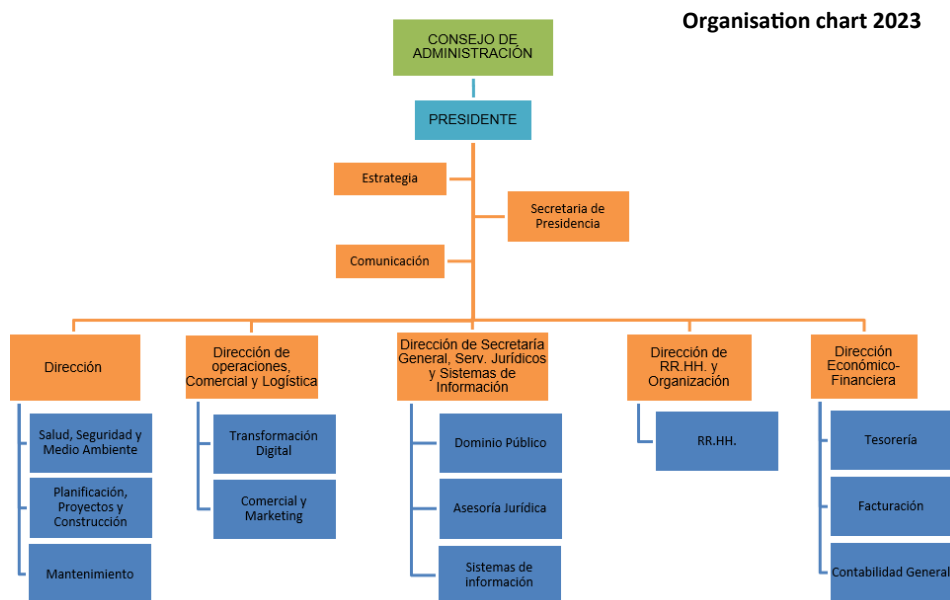 Organisation chart 2023
CONSEJO DE
ADMINISTRACIÓN
PRESIDENTE
Estrategia
Secretaria de
Presidencia
Comunicación
Dirección
Dirección de
operaciones,
Comercial y Logística
Dirección de Secretaría
General, Serv. Jurídicos
y Sistemas de
Información
Dirección de
RR.HH. y
Organización
Dirección
Económico-
Financiera
Salud, Seguridad y
Medio Ambiente
Planificación,
Proyectos y
Construcción
Mantenimiento
Transformación
Digital
Comercial y
Marketing
Dominio Público
Asesoría Jurídica
Sistemas de
información
RR.HH.
Tesorería
Facturación
Contabilidad General